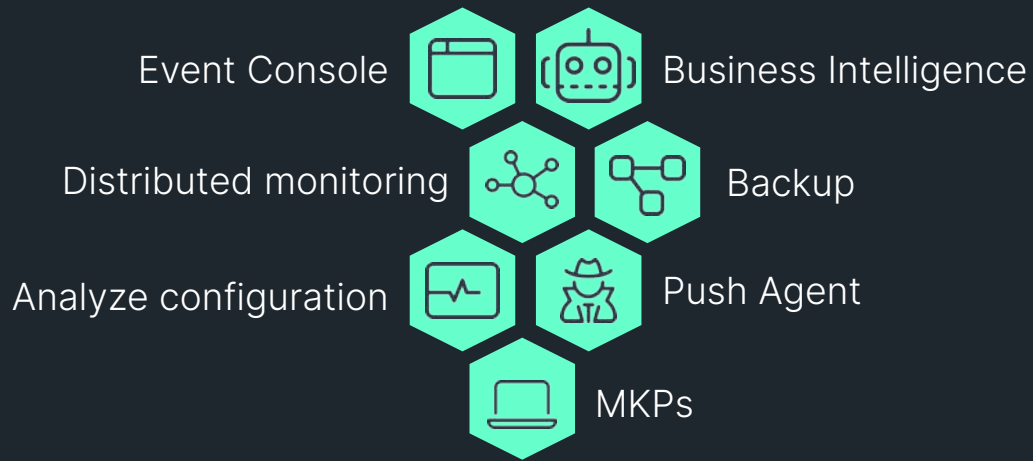 Event Console
Business Intelligence
Distributed monitoring
Backup
Analyze configuration
Push Agent
MKPs